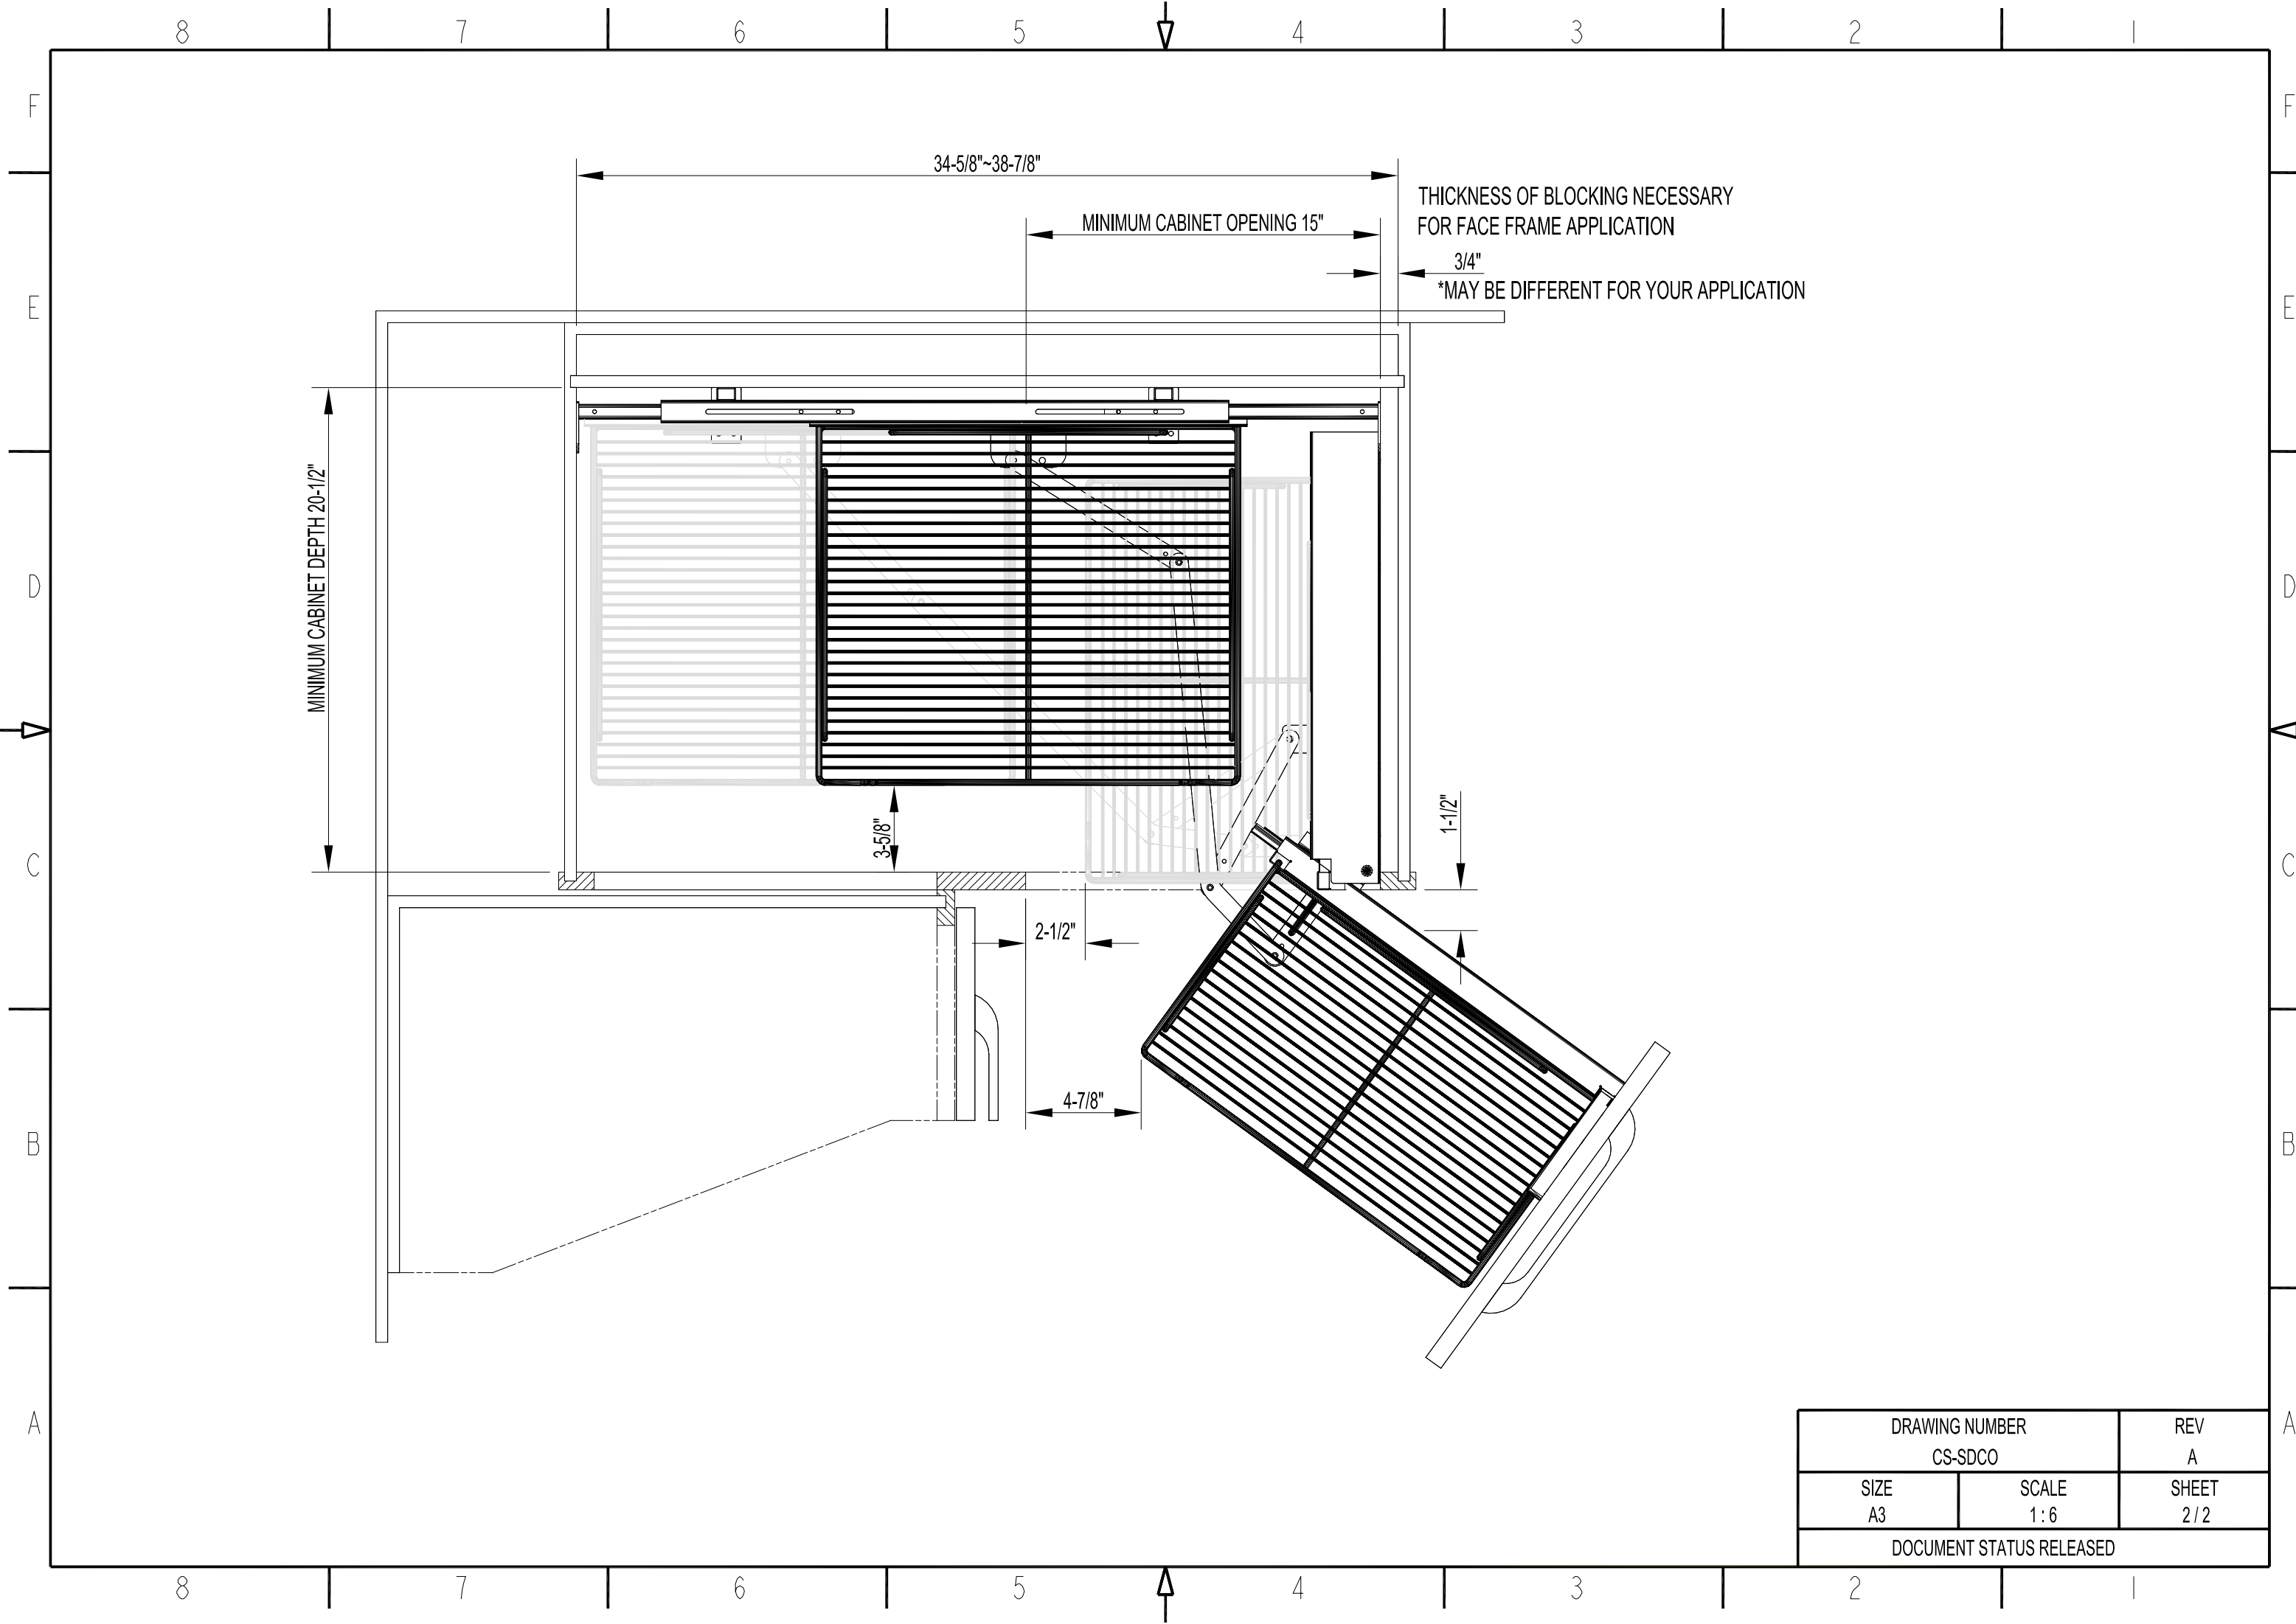 8 7 6 5 4 3 2 1
F F
34-5/8"~38-7/8"
THICKNESS OF BLOCKING NECESSARY
FOR FACE FRAME APPLICATION
MINIMUM CABINET OPENING 15"
3/4"
*MAY BE DIFFERENT FOR YOUR APPLICATION
E E
MINIMUM CABINET DEPTH 20-1/2"
D D
3-5/8"
1-1/2"
C C
2-1/2"
4-7/8"
B B
A A
DRAWING NUMBER
CS-SDCO
REV
A
SIZE
A3
SCALE
1 : 6
SHEET
2 / 2
DOCUMENT STATUS RELEASED
8 7 6 5 4 3 2 1